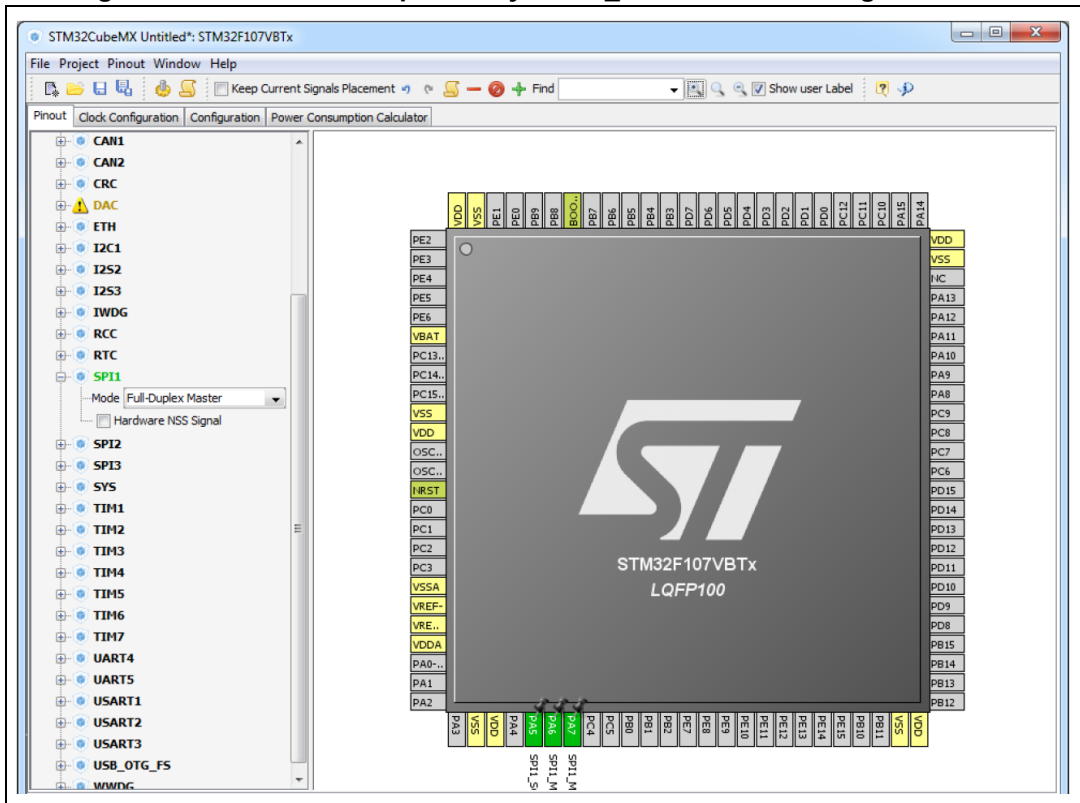 STM32CubeMX Untitled*: STM32F107VBTx
File Project Pinout Window Help
Keep Current Signals Placement Find Show user Label
Pinout Clock Configuration Configuration Power Consumption Calculator
CAN1
CAN2
CRC
DAC
ETH
I2C1
I2S2
I2S3
IWDG
RCC
RTC
SPI1
Mode Full-Duplex Master
Hardware NSS Signal
SPI2
SPI3
SYS
TIM1
TIM2
TIM3
TIM4
TIM5
TIM6
TIM7
UART4
UART5
USART1
USART2
USART3
USB_OTG_FS
WWDG
VDD VSS PE1 PE0 PB9 PB8 BOO.. PB7 PB6 PB5 PB4 PB3 PD7 PD6 PD5 PD4 PD3 PD2 PD1 PD0 PC12 PC11 PC10 PA15 PA14
PE2
PE3
PE4
PE5
PE6
VBAT
PC13..
PC14..
PC15..
VSS
VDD
OSC..
OSC..
NRST
PC0
PC1
PC2
PC3
VSSA
VREF-
VRE..
VDDA
PA0-..
PA1
PA2
ST
STM32F107VBTx
LQFP100
VDD
VSS
NC
PA13
PA12
PA11
PA10
PA9
PA8
PC9
PC8
PC7
PC6
PD15
PD14
PD13
PD12
PD11
PD10
PD9
PD8
PB15
PB14
PB13
PB12
PA3 VSS VDD PA4 PA5 PA6 PA7 PC4 PC5 PB0 PB1 PB2 PE7 PE8 PE9 PE10 PE11 PE12 PE13 PE14 PE15 PB10 PB11 VSS VDD
SPI1_M
SPI1_M